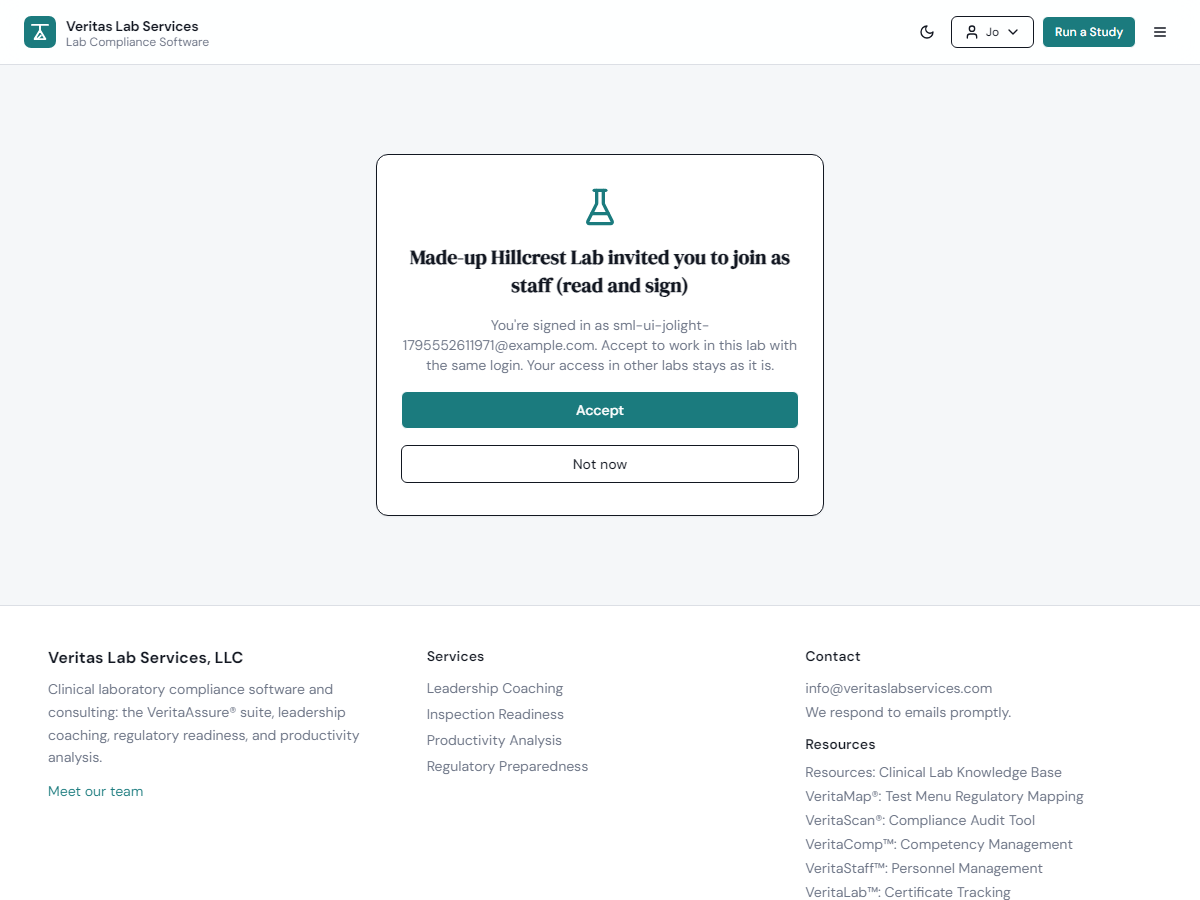 Veritas Lab Services
Lab Compliance Software
Jo
Run a Study
Made-up Hillcrest Lab invited you to join as
staff (read and sign)
You're signed in as sml-ui-jolight-
1795552611971@example.com. Accept to work in this lab with
the same login. Your access in other labs stays as it is.
Accept
Not now
Veritas Lab Services, LLC
Clinical laboratory compliance software and
consulting: the VeritaAssure® suite, leadership
coaching, regulatory readiness, and productivity
analysis.
Meet our team
Services
Leadership Coaching
Inspection Readiness
Productivity Analysis
Regulatory Preparedness
Contact
info@veritaslabservices.com
We respond to emails promptly.
Resources
Resources: Clinical Lab Knowledge Base
VeritaMap®: Test Menu Regulatory Mapping
VeritaScan®: Compliance Audit Tool
VeritaComp™: Competency Management
VeritaStaff™: Personnel Management
VeritaLab™: Certificate Tracking